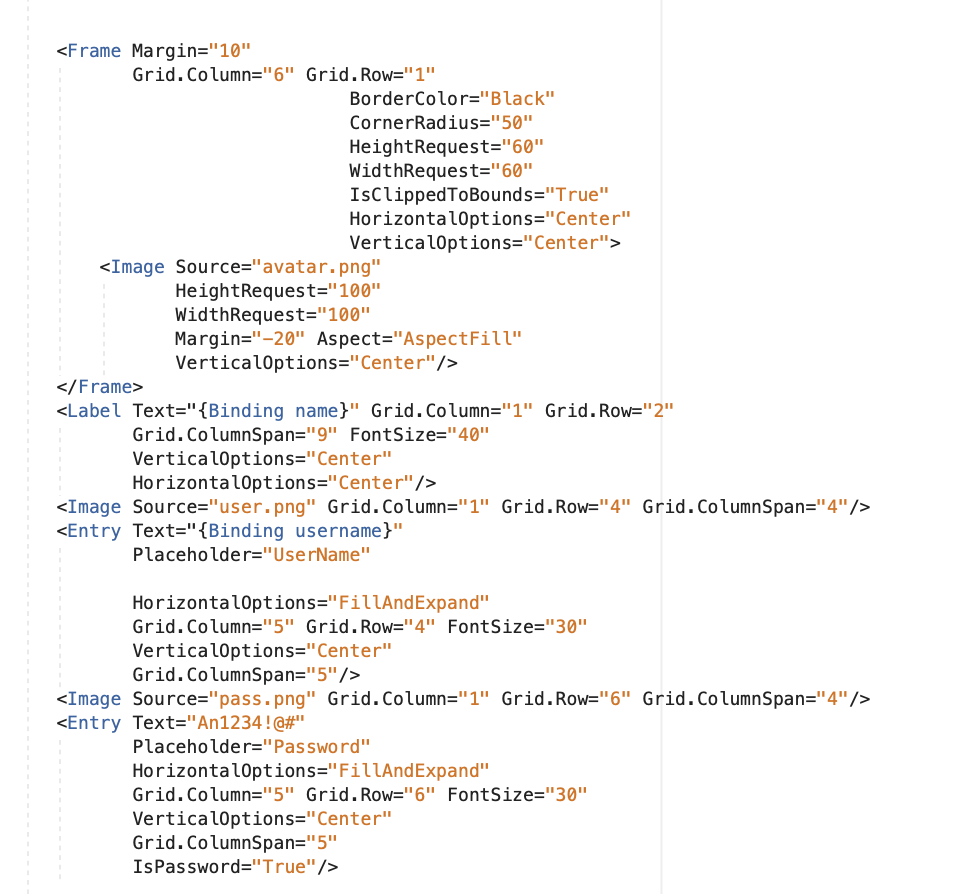 <Frame Margin="10"
Grid.Column="6" Grid.Row="1"
BorderColor="Black"
CornerRadius="50"
HeightRequest="60"
WidthRequest="60"
IsClippedToBounds="True"
HorizontalOptions="Center"
VerticalOptions="Center">
<Image Source="avatar.png"
HeightRequest="100"
WidthRequest="100"
Margin="-20" Aspect="AspectFill"
VerticalOptions="Center"/>
</Frame>
<Label Text="{Binding name}" Grid.Column="1" Grid.Row="2"
Grid.ColumnSpan="9" FontSize="40"
VerticalOptions="Center"
HorizontalOptions="Center"/>
<Image Source="user.png" Grid.Column="1" Grid.Row="4" Grid.ColumnSpan="4"/>
<Entry Text="{Binding username}"
Placeholder="UserName"
HorizontalOptions="FillAndExpand"
Grid.Column="5" Grid.Row="4" FontSize="30"
VerticalOptions="Center"
Grid.ColumnSpan="5"/>
<Image Source="pass.png" Grid.Column="1" Grid.Row="6" Grid.ColumnSpan="4"/>
<Entry Text="An1234!@#"
Placeholder="Password"
HorizontalOptions="FillAndExpand"
Grid.Column="5" Grid.Row="6" FontSize="30"
VerticalOptions="Center"
Grid.ColumnSpan="5"
IsPassword="True"/>